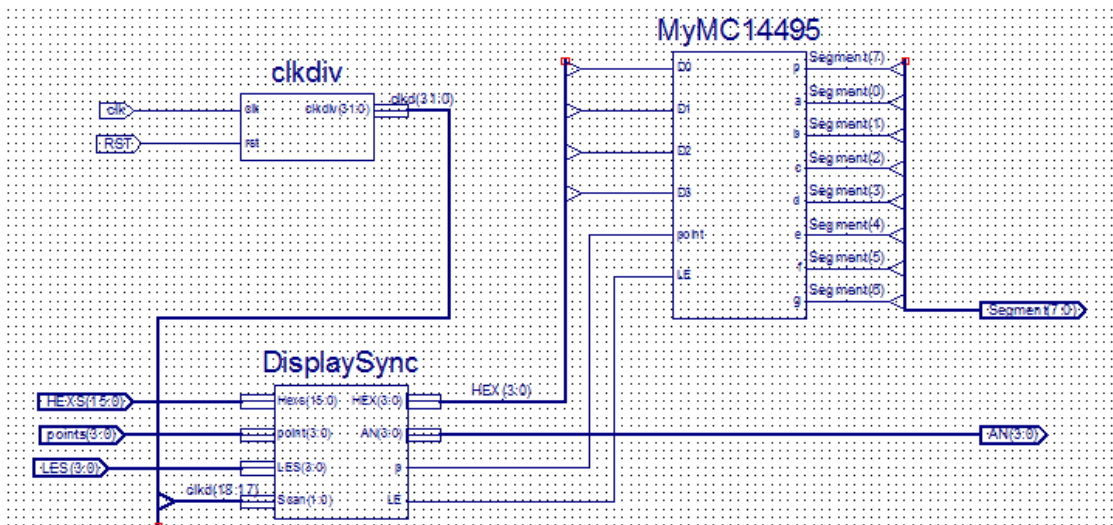 MyMC14495
clkdiv
clk
RST
clk
rst
clkdiv(31:0)
clkd(31:0)
D0
D1
D2
D3
point
LE
p
a
b
c
d
e
f
g
Segment(7)
Segment(0)
Segment(1)
Segment(2)
Segment(3)
Segment(4)
Segment(5)
Segment(6)
Segment(7:0)
DisplaySync
HEXS(15:0)
points(3:0)
LES(3:0)
clkd(18:17)
Hexs(15:0)
point(3:0)
LES(3:0)
Scan(1:0)
HEX(3:0)
AN(3:0)
p
LE
HEX(3:0)
AN(3:0)